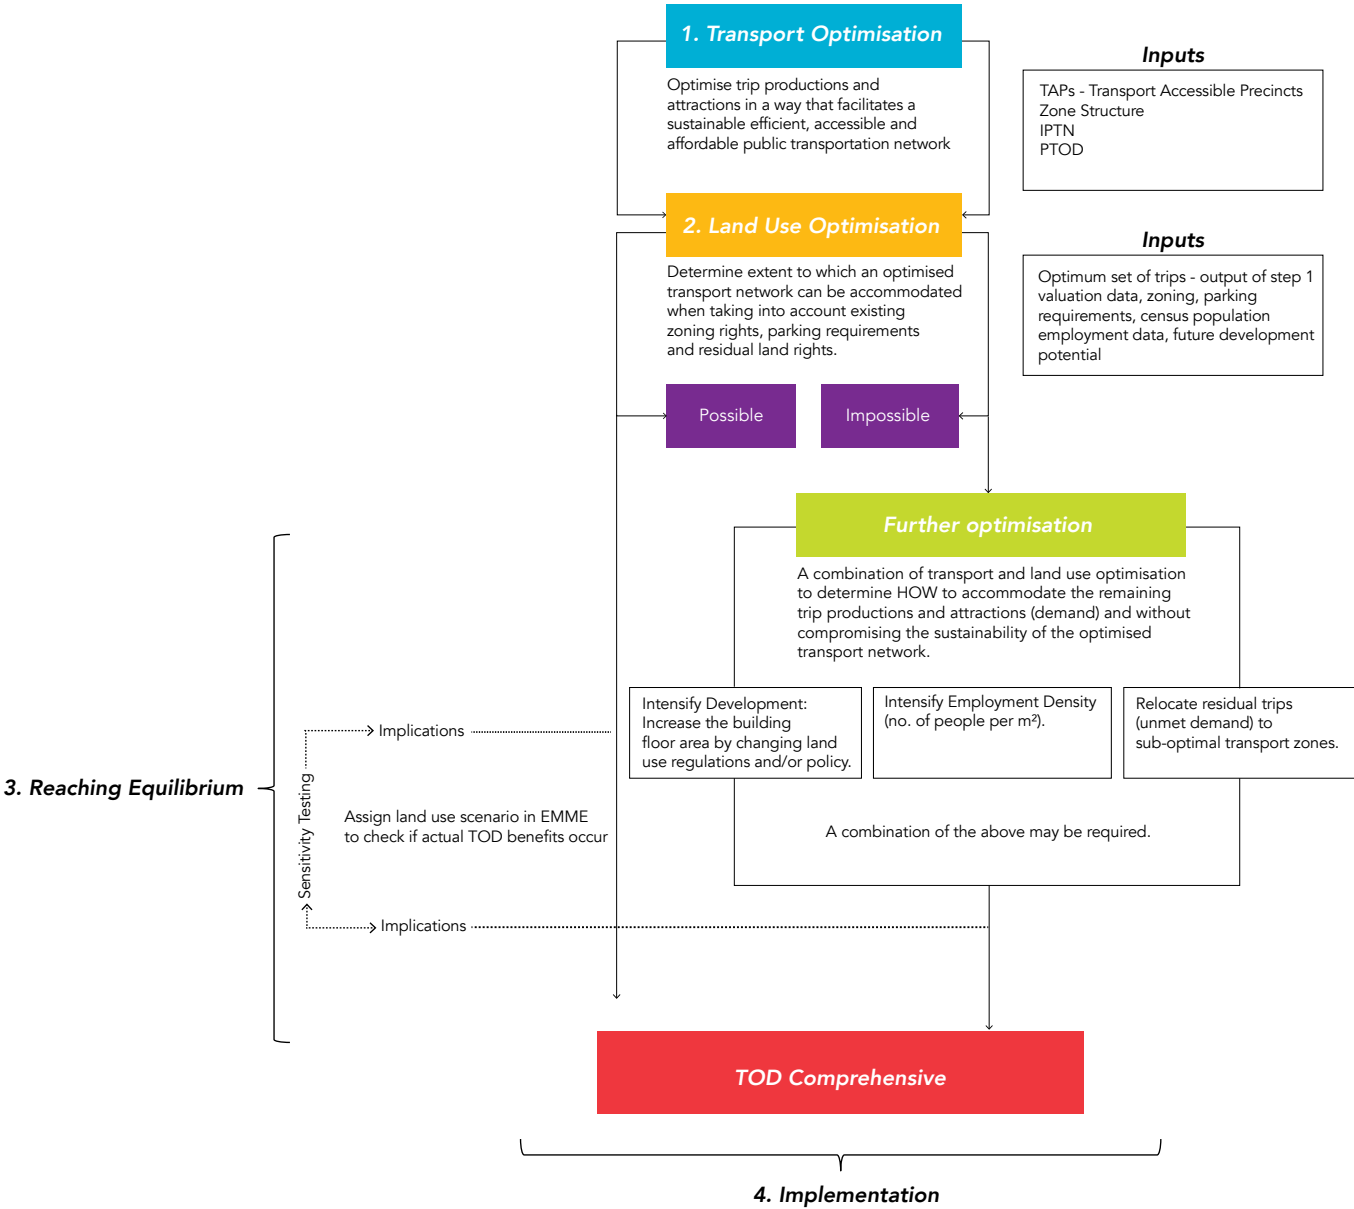 1. Transport Optimisation
Optimise trip productions and
attractions in a way that facilitates a
sustainable efficient, accessible and
affordable public transportation network
Inputs
TAPs - Transport Accessible Precincts
Zone Structure
IPTN
PTOD
2. Land Use Optimisation
Determine extent to which an optimised
transport network can be accommodated
when taking into account existing
zoning rights, parking requirements
and residual land rights.
Inputs
Optimum set of trips - output of step 1
valuation data, zoning, parking
requirements, census population
employment data, future development
potential
Possible
Impossible
Further optimisation
A combination of transport and land use optimisation
to determine HOW to accommodate the remaining
trip productions and attractions (demand) and without
compromising the sustainability of the optimised
transport network.
Intensify Development:
Increase the building
floor area by changing land
use regulations and/or policy.
Intensify Employment Density
(no. of people per m²).
Relocate residual trips
(unmet demand) to
sub-optimal transport zones.
A combination of the above may be required.
3. Reaching Equilibrium
Sensitivity Testing
Implications
Assign land use scenario in EMME
to check if actual TOD benefits occur
Implications
TOD Comprehensive
4. Implementation